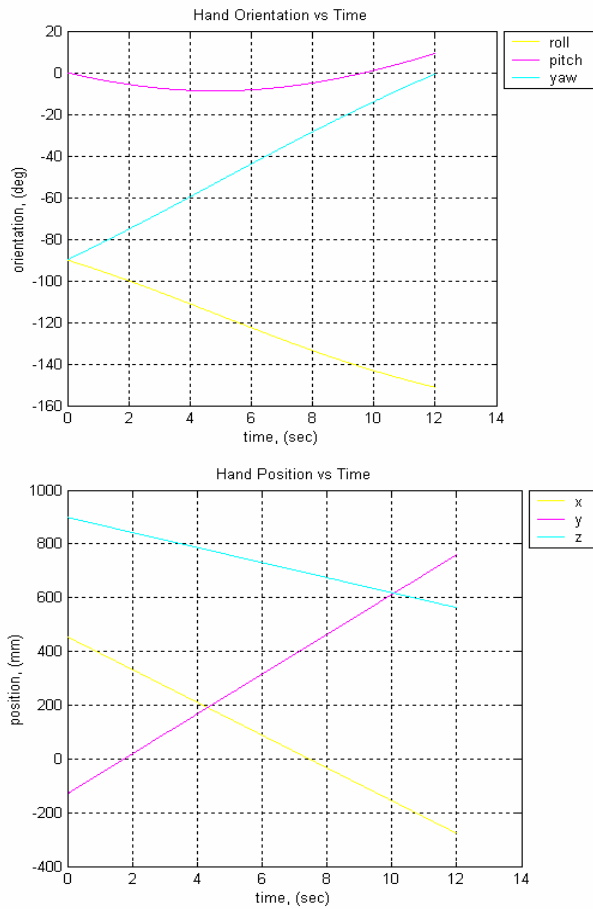 Hand Orientation vs Time
20
0
-20
-40
-60
-80
-100
-120
-140
-160
orientation, (deg)
0 2 4 6 8 10 12 14
time, (sec)
roll
pitch
yaw
Hand Position vs Time
1000
800
600
400
200
0
-200
-400
position, (mm)
0 2 4 6 8 10 12 14
time, (sec)
x
y
z